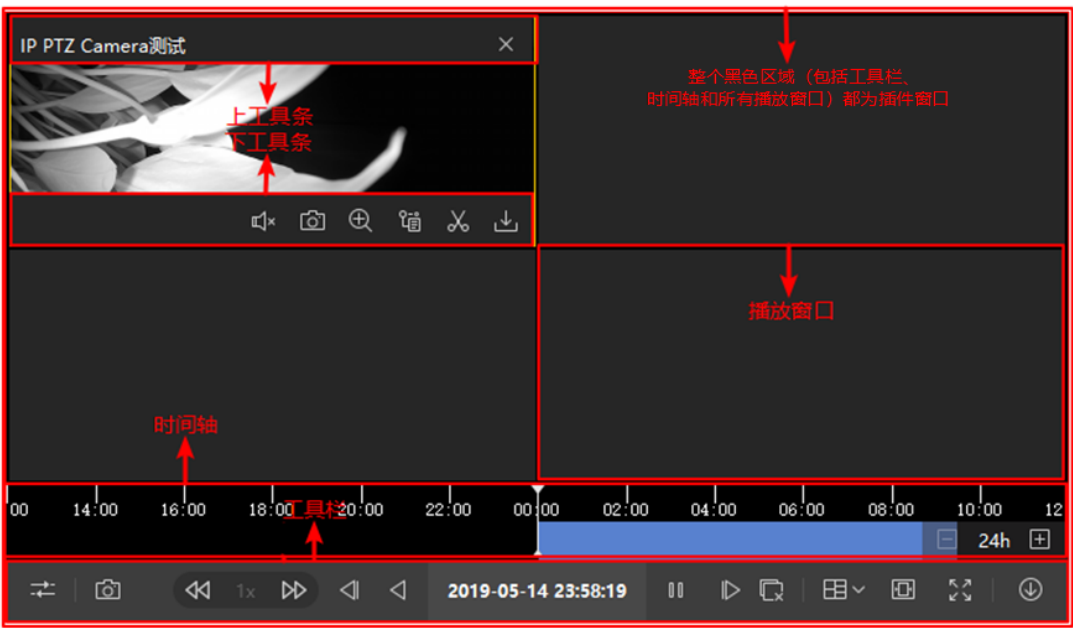 IP PTZ Camera测试
整个黑色区域（包括工具栏、
时间轴和所有播放窗口）都为插件窗口
上工具条
下工具条
播放窗口
时间轴
00 14:00 16:00 18:00 20:00 22:00 00:00 02:00 04:00 06:00 08:00 10:00 12
工具栏
24h
1x
2019-05-14 23:58:19